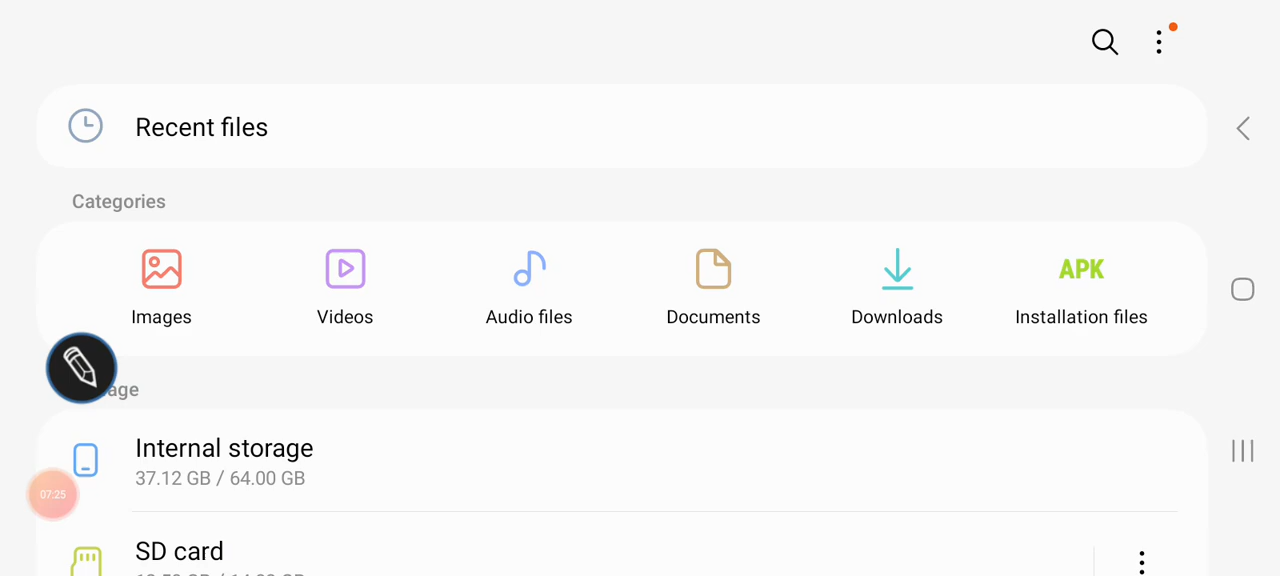 Recent files
Categories
Images
Videos
Audio files
Documents
APK
Downloads
Installation files
age
Internal storage
37.12 GB / 64.00 GB
07:25
SD card